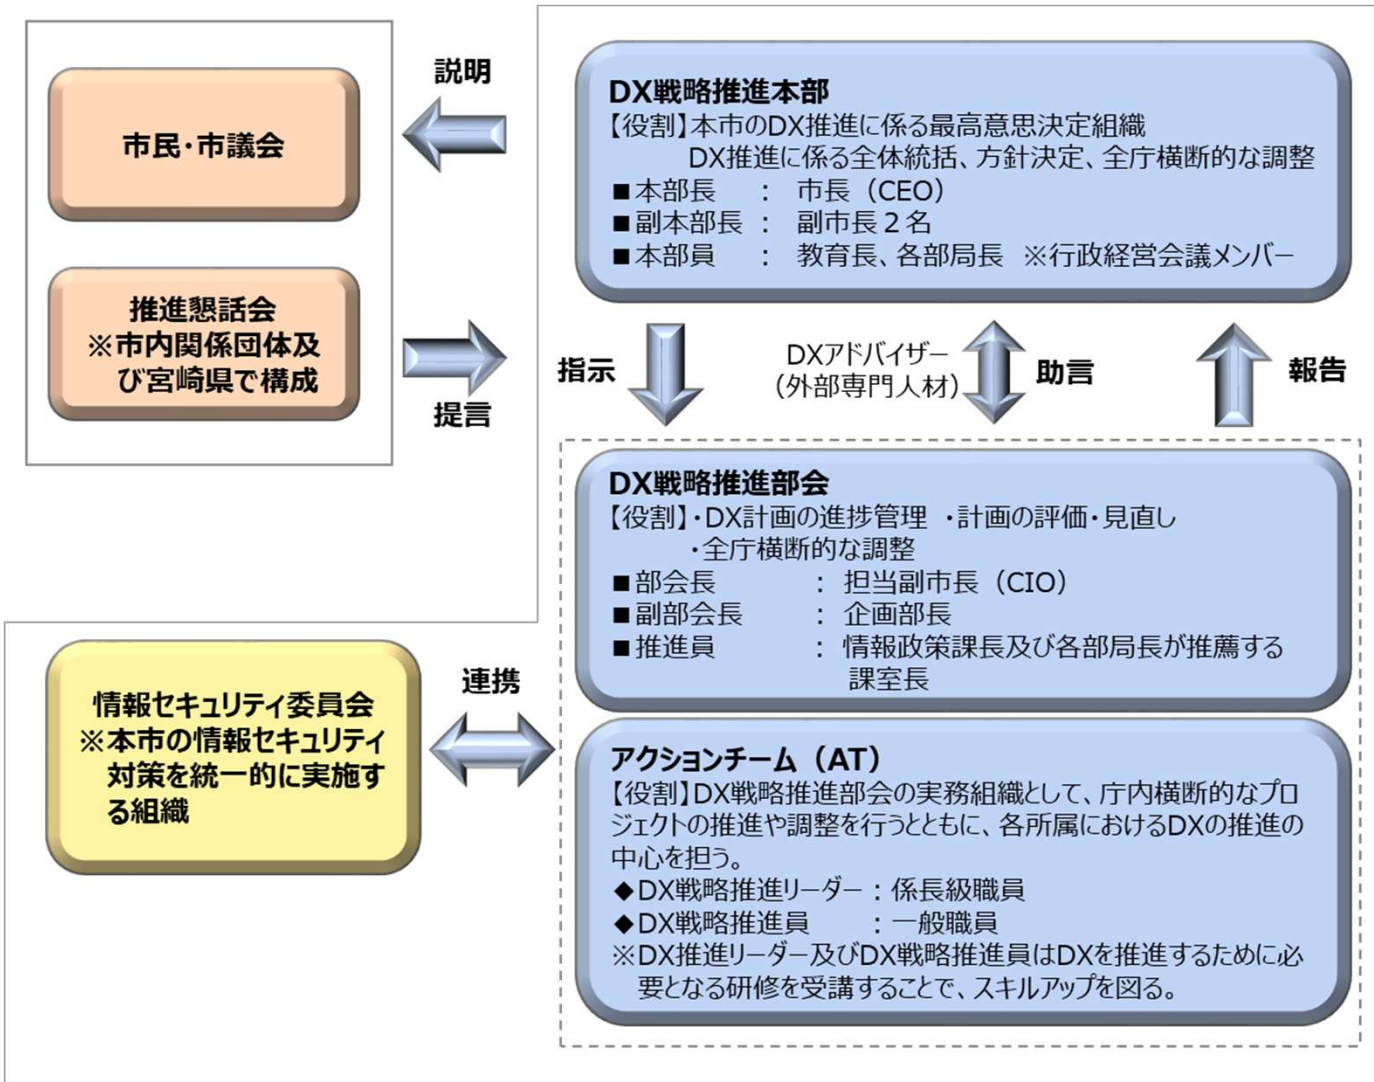 市民・市議会
推進懇話会
※市内関係団体及
び宮崎県で構成
説明
提言
DX戦略推進本部
【役割】本市のDX推進に係る最高意思決定組織
DX推進に係る全体統括、方針決定、全庁横断的な調整
■本部長 : 市長（CEO）
■副本部長 : 副市長２名
■本部員 : 教育長、各部局長 ※行政経営会議メンバー
指示
DXアドバイザー
（外部専門人材）
助言
報告
DX戦略推進部会
【役割】・DX計画の進捗管理 ・計画の評価・見直し
・全庁横断的な調整
■部会長 : 担当副市長（CIO）
■副部会長 : 企画部長
■推進員 : 情報政策課長及び各部局長が推薦する
課室長
情報セキュリティ委員会
※本市の情報セキュリティ
対策を統一的に実施す
る組織
連携
アクションチーム（AT）
【役割】DX戦略推進部会の実務組織として、庁内横断的なプロ
ジェクトの推進や調整を行うとともに、各所属におけるDXの推進の
中心を担う。
◆DX戦略推進リーダー：係長級職員
◆DX戦略推進員 ：一般職員
※DX推進リーダー及びDX戦略推進員はDXを推進するために必
要となる研修を受講することで、スキルアップを図る。